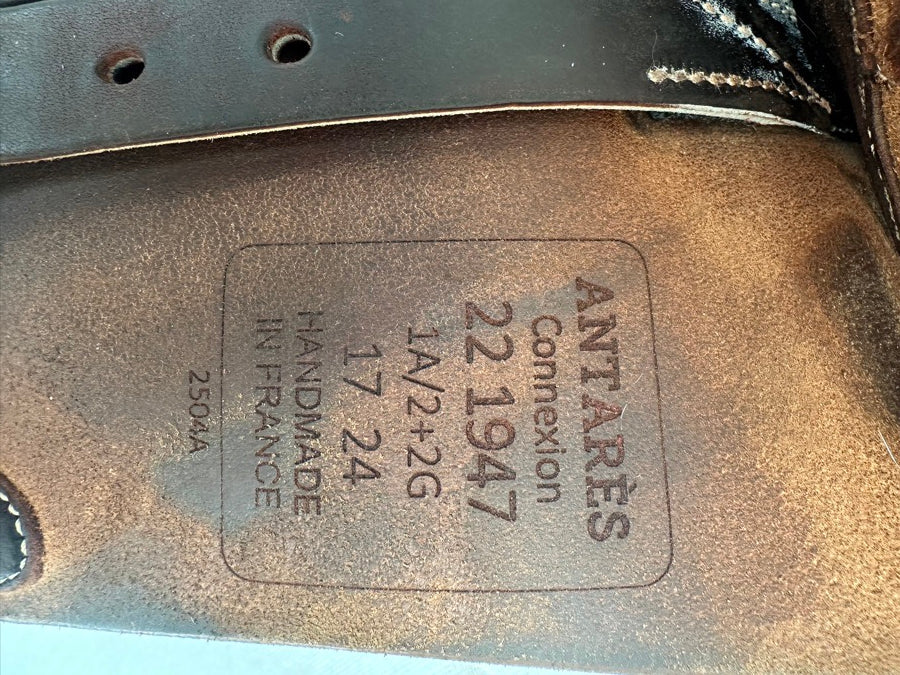 ANTARÈS
Connexion
22 1947
1A/2+2G
17 24
HANDMADE
IN FRANCE
2504A